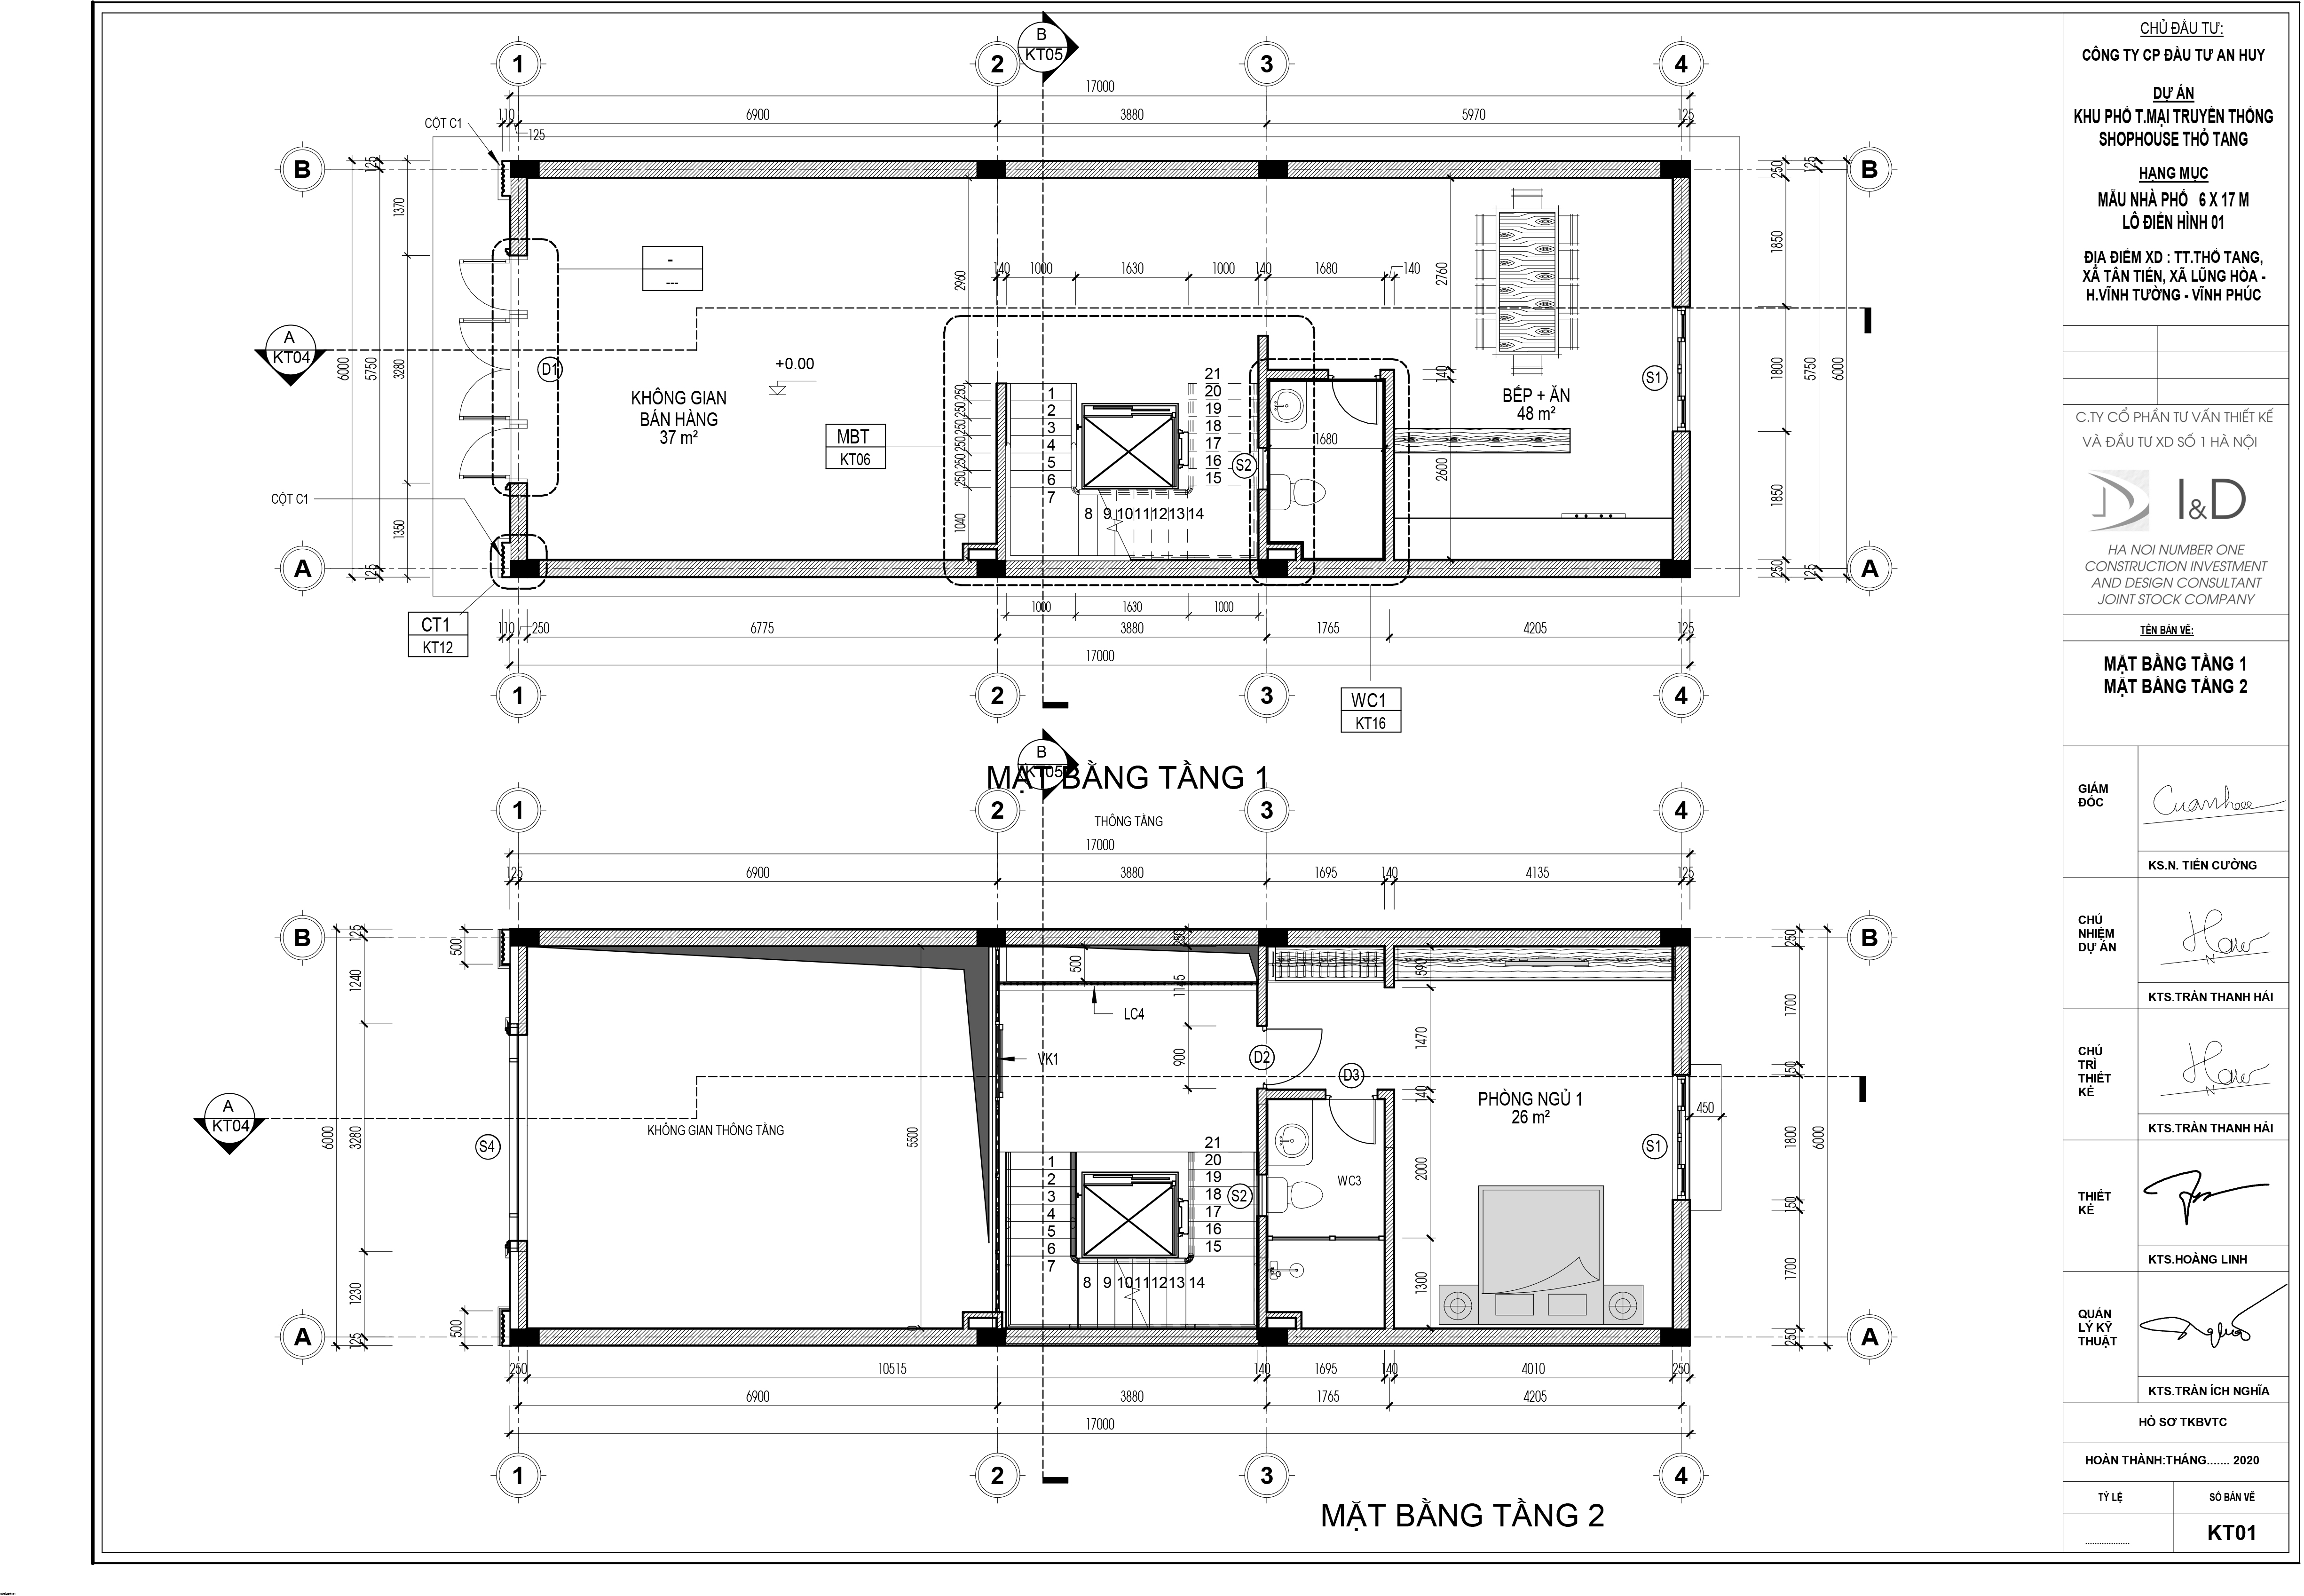 B
KT05
1
2
3
4
17000
6900
3880
5970
110
125
125
CỘT C1
B
B
125
1370
6000
5750
3280
1350
125
A
KT04
CỘT C1
A
A
D1
-
---
KHÔNG GIAN
BÁN HÀNG
37 m²
+0.00
MBT
KT06
2960
250
250
250
250
250
250
1040
140
1000
1630
1000
140
1680
140
1
2
3
4
5
6
7
8
9
10
11
12
13
14
15
16
17
18
19
20
21
S2
1680
2760
140
2600
BẾP + ĂN
48 m²
S1
250
1850
1800
1850
250
125
5750
125
6000
1000
1630
1000
CT1
KT12
110
250
6775
3880
1765
4205
125
17000
WC1
KT16
1
2
3
4
B
KT05
MẶT BẰNG TẦNG 1
THÔNG TẦNG
1
2
3
4
17000
125
6900
3880
1695
140
4135
125
B
B
125
1240
6000
3280
1230
125
500
500
A
KT04
S4
A
A
KHÔNG GIAN THÔNG TẦNG
5500
0
250
500
1145
900
LC4
VK1
D2
D3
1
2
3
4
5
6
7
8
9
10
11
12
13
14
15
16
17
18
19
20
21
S2
WC3
590
1470
140
2000
1300
PHÒNG NGỦ 1
26 m²
S1
450
250
1700
150
1800
150
1700
250
6000
250
10515
140
1695
140
4010
250
6900
3880
1765
4205
17000
1
2
3
4
MẶT BẰNG TẦNG 2
CHỦ ĐẦU TƯ:
CÔNG TY CP ĐẦU TƯ AN HUY
DỰ ÁN
KHU PHỐ T.MẠI TRUYỀN THỐNG
SHOPHOUSE THỔ TANG
HẠNG MỤC
MẪU NHÀ PHỐ 6 X 17 M
LÔ ĐIỂN HÌNH 01
ĐỊA ĐIỂM XD : TT.THỔ TANG,
XÃ TÂN TIẾN, XÃ LŨNG HÒA -
H.VĨNH TƯỜNG - VĨNH PHÚC
C.TY CỔ PHẦN TƯ VẤN THIẾT KẾ
VÀ ĐẦU TƯ XD SỐ 1 HÀ NỘI
I&D
HA NOI NUMBER ONE
CONSTRUCTION INVESTMENT
AND DESIGN CONSULTANT
JOINT STOCK COMPANY
TÊN BẢN VẼ:
MẶT BẰNG TẦNG 1
MẶT BẰNG TẦNG 2
GIÁM
ĐỐC
KS.N. TIẾN CƯỜNG
CHỦ
NHIỆM
DỰ ÁN
KTS.TRẦN THANH HẢI
CHỦ
TRÌ
THIẾT
KẾ
KTS.TRẦN THANH HẢI
THIẾT
KẾ
KTS.HOÀNG LINH
QUẢN
LÝ KỸ
THUẬT
KTS.TRẦN ÍCH NGHĨA
HỒ SƠ TKBVTC
HOÀN THÀNH:THÁNG....... 2020
TỶ LỆ
SỐ BẢN VẼ
...................
KT01